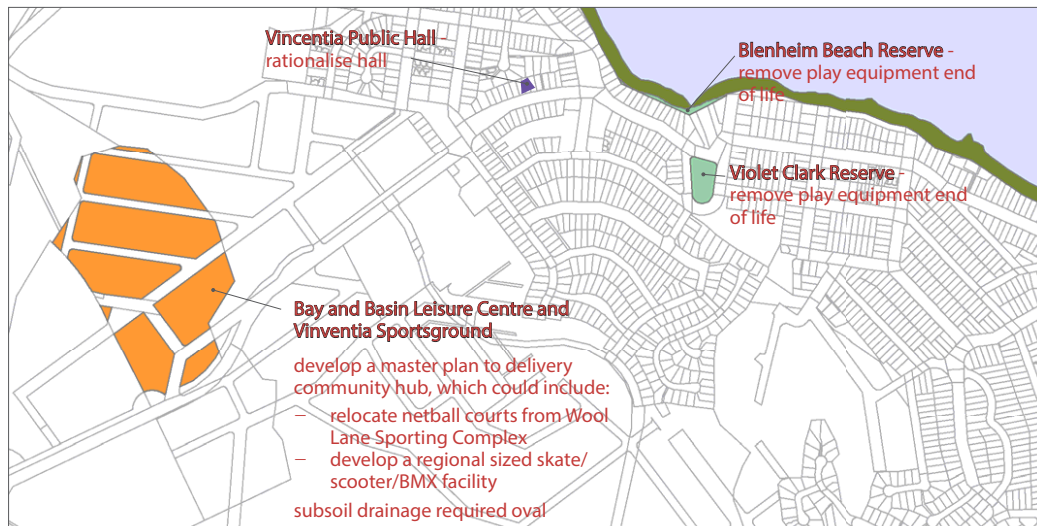 Vincentia Public Hall -
rationalise hall
Blenheim Beach Reserve -
remove play equipment end
of life
Violet Clark Reserve -
remove play equipment end
of life
Bay and Basin Leisure Centre and
Vinventia Sportsground
develop a master plan to delivery
community hub, which could include:
– relocate netball courts from Wool
Lane Sporting Complex
– develop a regional sized skate/
scooter/BMX facility
subsoil drainage required oval